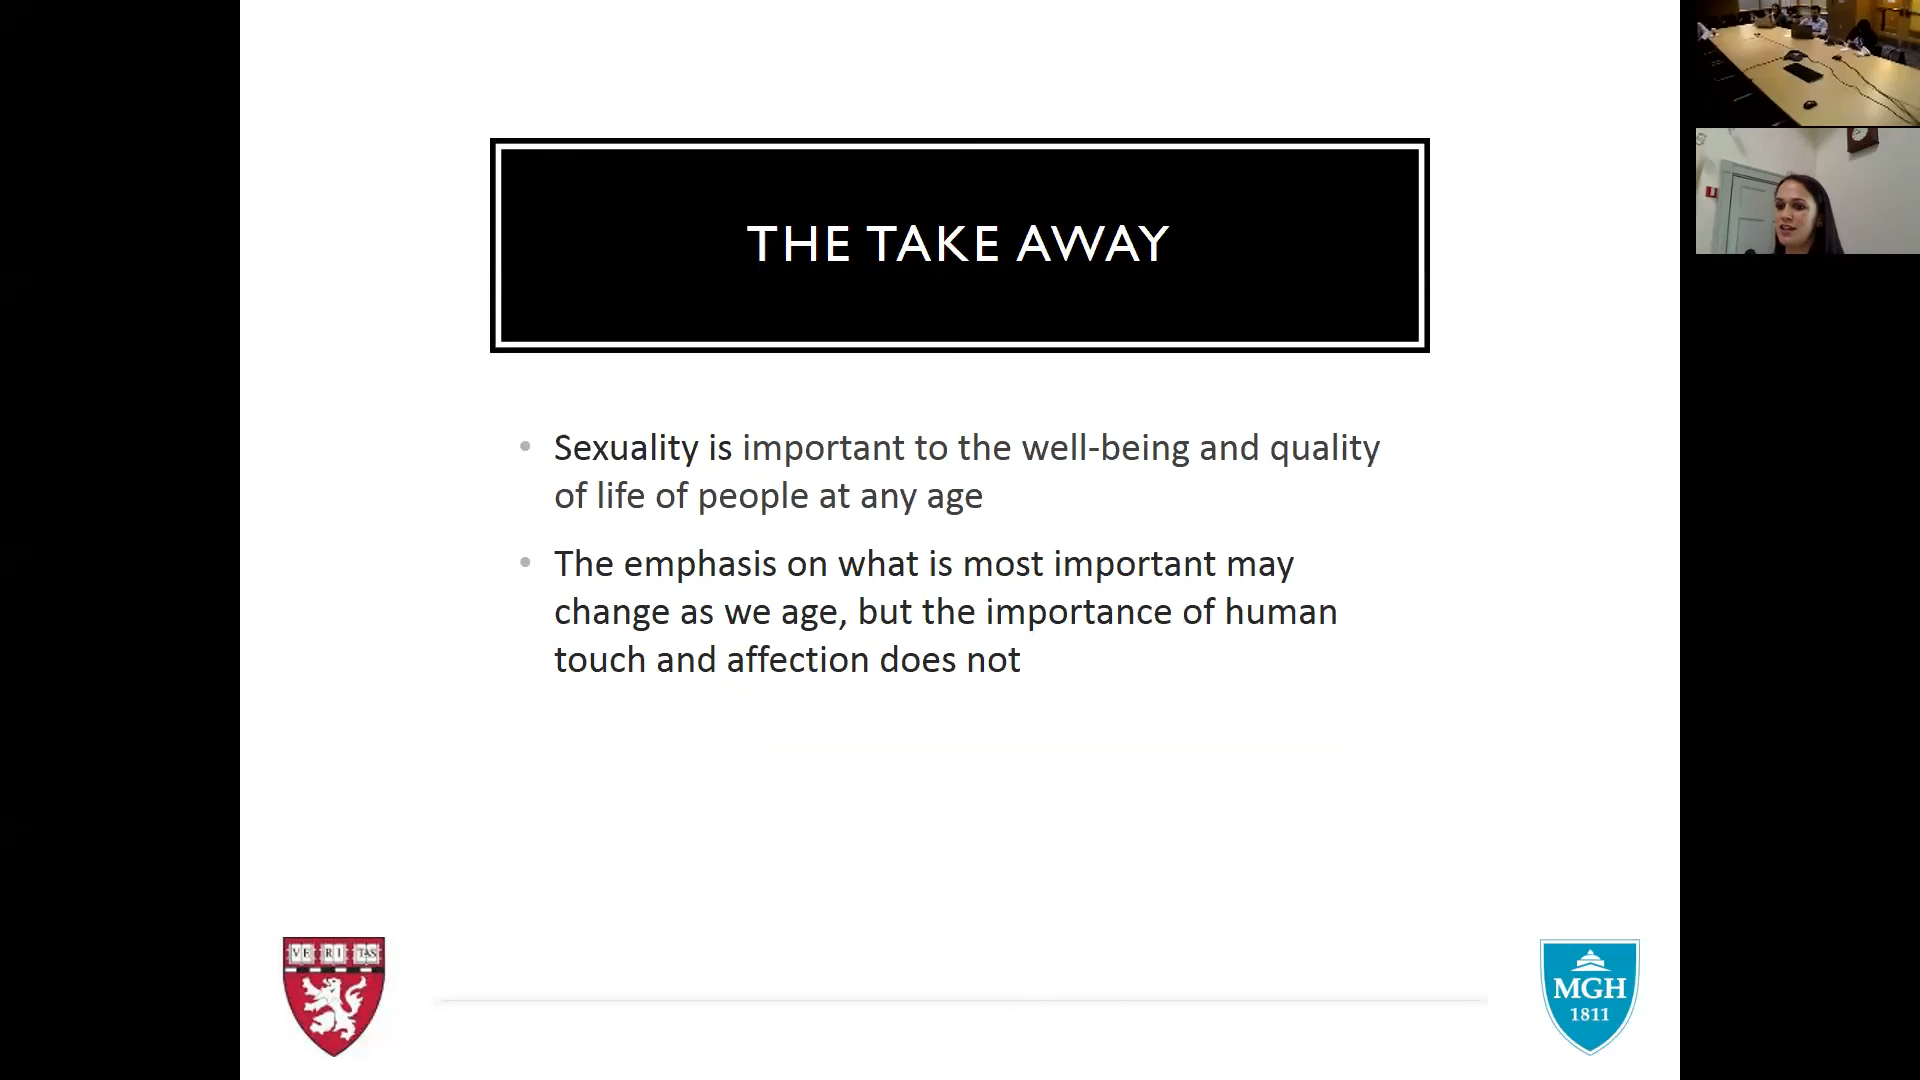 THE TAKE AWAY
• Sexuality is important to the well-being and quality
of life of people at any age
• The emphasis on what is most important may
change as we age, but the importance of human
touch and affection does not
VE RI TAS
MGH
1811